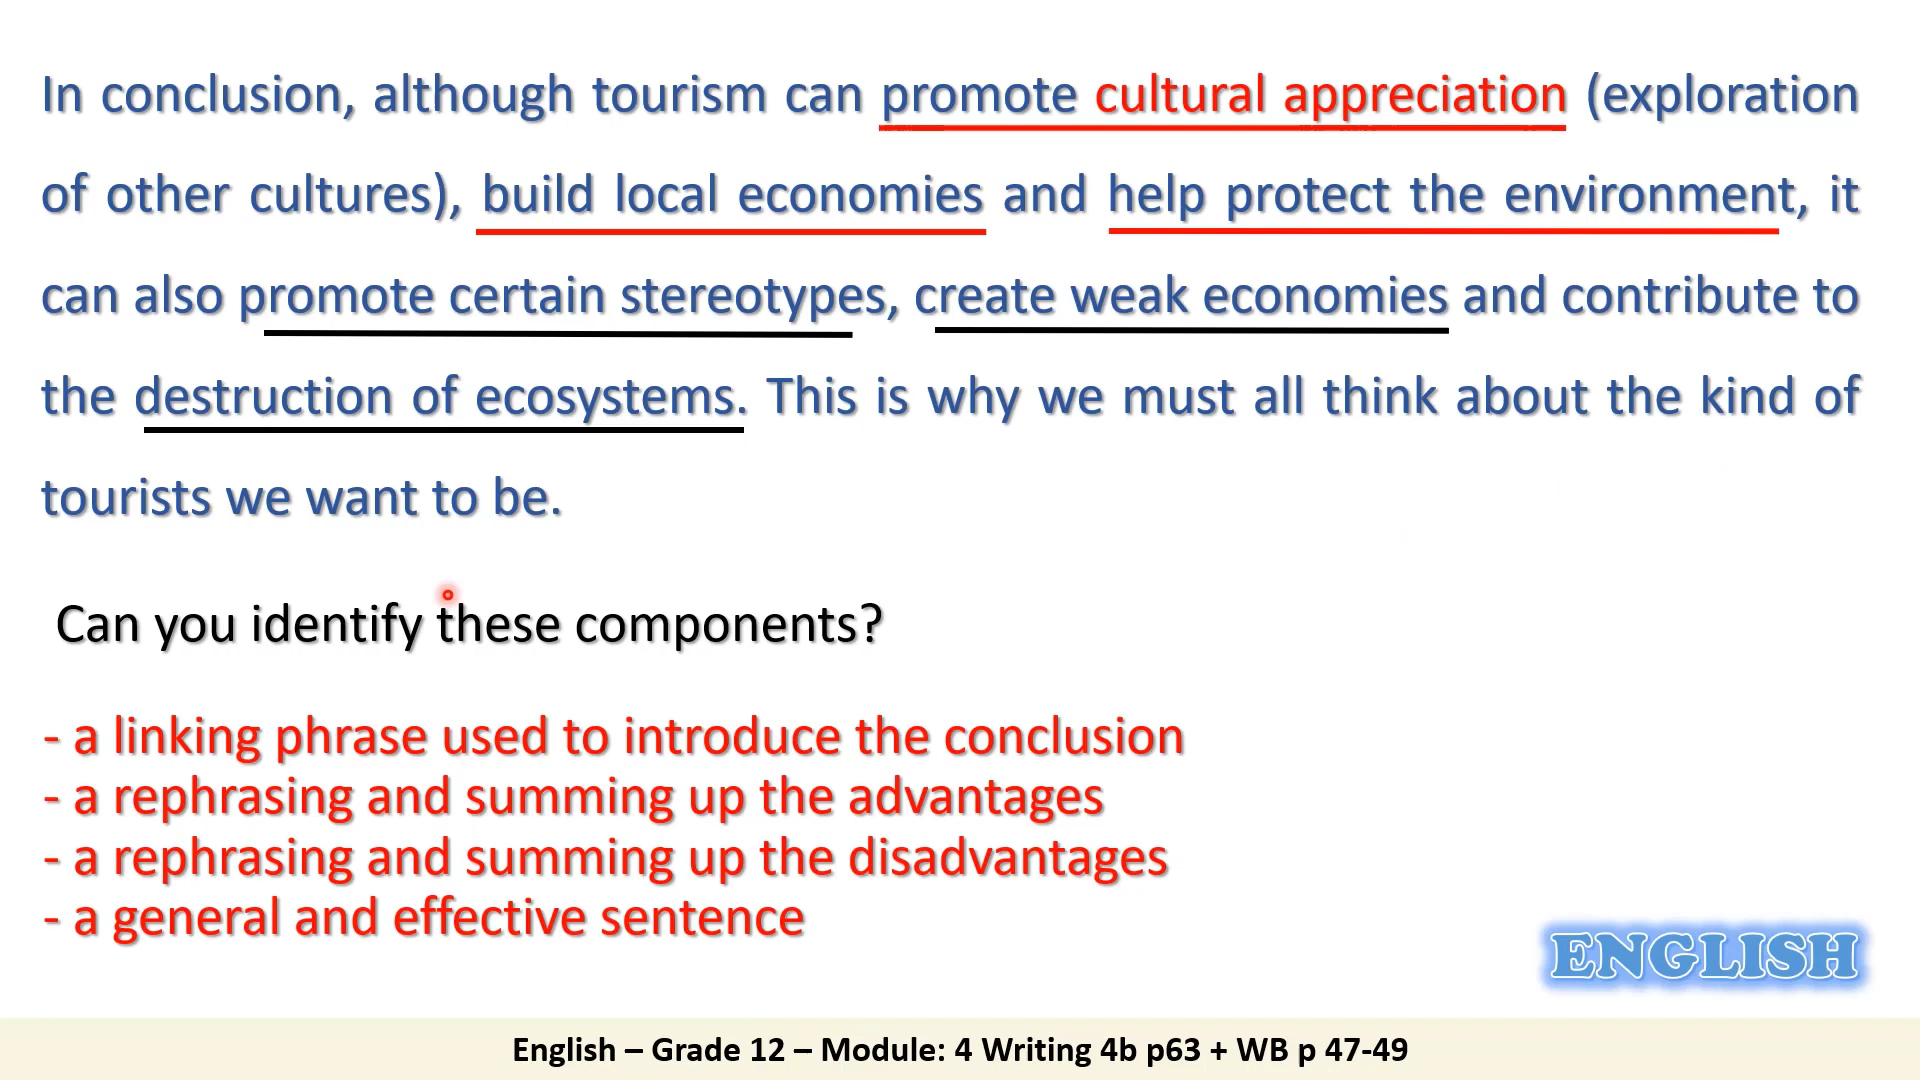 In conclusion, although tourism can promote cultural appreciation (exploration
of other cultures), build local economies and help protect the environment, it
can also promote certain stereotypes, create weak economies and contribute to
the destruction of ecosystems. This is why we must all think about the kind of
tourists we want to be.
Can you identify these components?
- a linking phrase used to introduce the conclusion
- a rephrasing and summing up the advantages
- a rephrasing and summing up the disadvantages
- a general and effective sentence
ENGLISH
English – Grade 12 – Module: 4 Writing 4b p63 + WB p 47-49